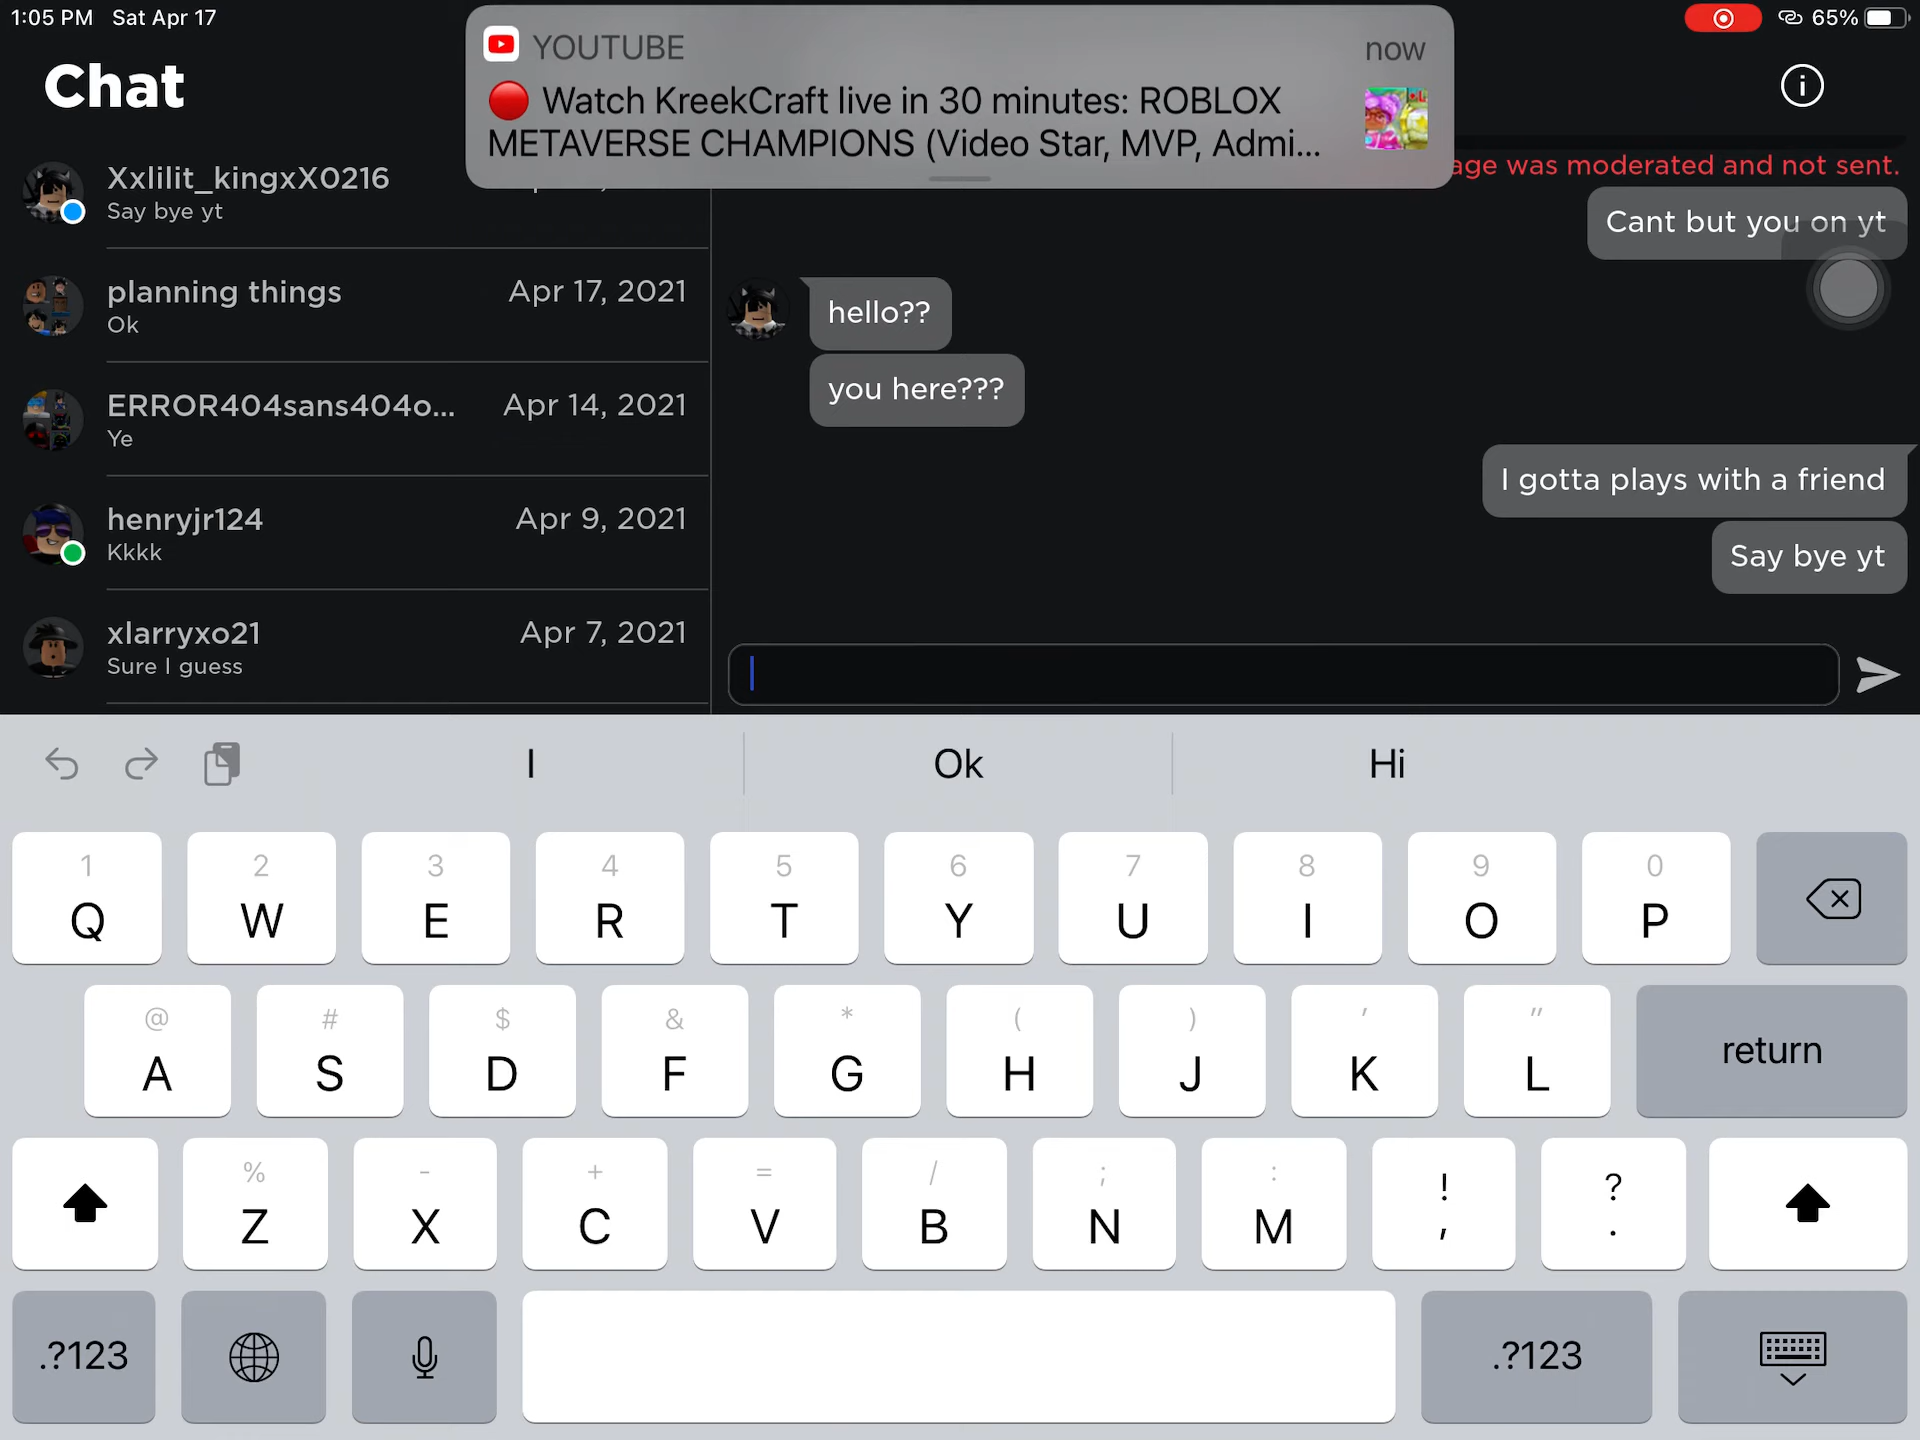 1:05 PM Sat Apr 17
65%
YOUTUBE
now
Watch KreekCraft live in 30 minutes: ROBLOX
METAVERSE CHAMPIONS (Video Star, MVP, Admi...
Chat
Xxlilit_kingxX0216
Say bye yt
planning things
Apr 17, 2021
Ok
ERROR404sans404o...
Apr 14, 2021
Ye
henryjr124
Apr 9, 2021
Kkkk
xlarryxo21
Apr 7, 2021
Sure I guess
was moderated and not sent.
Cant but you on yt
hello??
you here???
I gotta plays with a friend
Say bye yt
I
Ok
Hi
1 2 3 4 5 6 7 8 9 0
Q W E R T Y U I O P
@ # $ & * ( ) ' "
A S D F G H J K L return
% - + = / ; : ! ?
Z X C V B N M , .
.?123 .?123